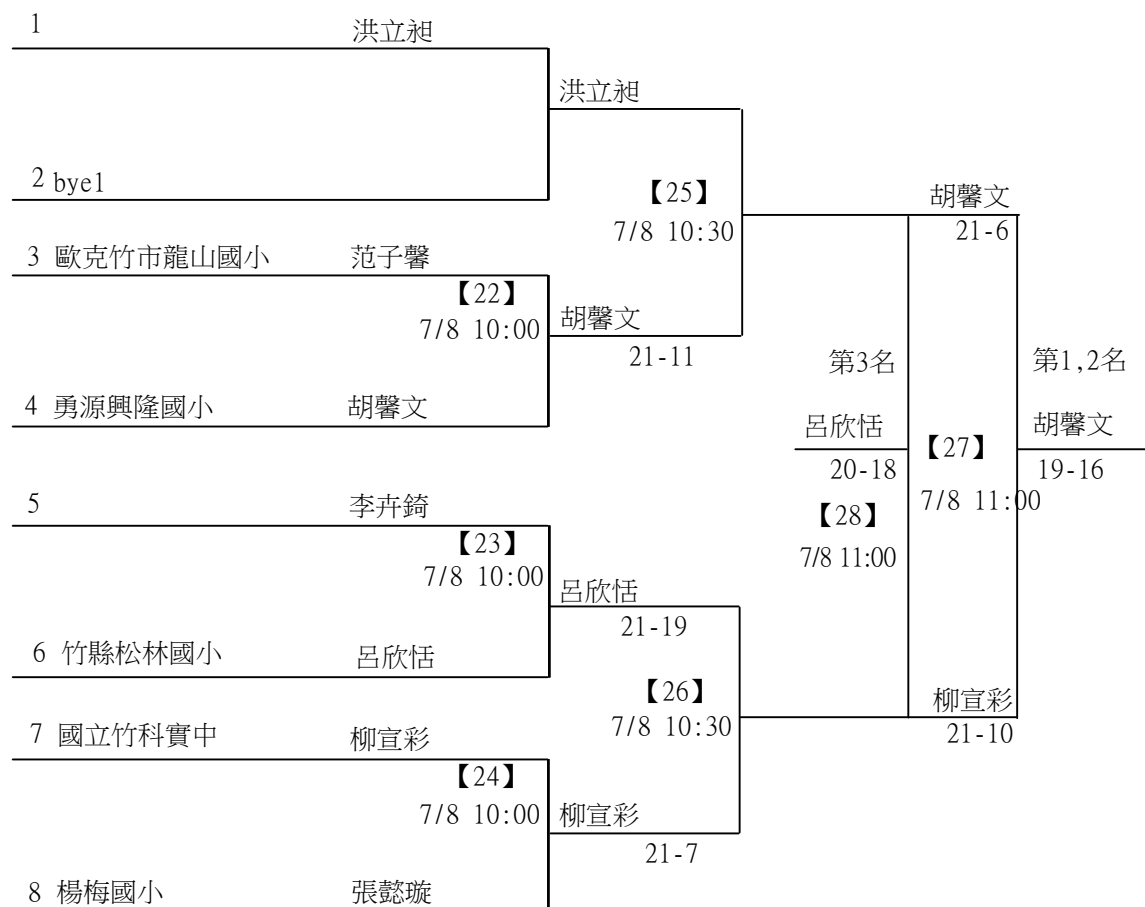 1 洪立昶
洪立昶
2 bye1
【25】
7/8 10:30
胡馨文
21-6
3 歐克竹市龍山國小 范子馨
【22】
7/8 10:00
胡馨文
21-11
4 勇源興隆國小 胡馨文
第3名
第1,2名
呂欣恬
20-18
【28】
7/8 11:00
【27】
7/8 11:00
胡馨文
19-16
5 李卉錡
【23】
7/8 10:00
呂欣恬
21-19
6 竹縣松林國小 呂欣恬
【26】
7/8 10:30
柳宣彩
21-10
7 國立竹科實中 柳宣彩
【24】
7/8 10:00
柳宣彩
21-7
8 楊梅國小 張懿璇